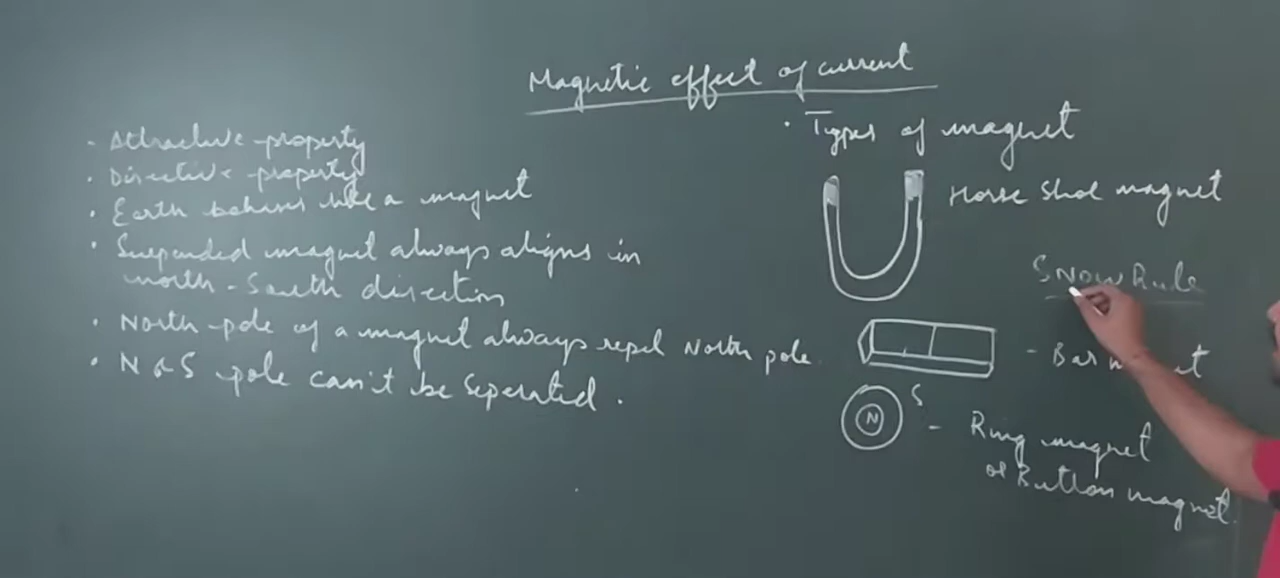 Magnetic effect of current
· Attractive property
· Directive property
· Earth behaves like a magnet
· Suspended magnet always aligns in
north - South direction
· North pole of a magnet always repel North pole
· N & S pole can't be seperated.
· Types of magnet
Horse Shoe magnet
SNOW Rule
- Bar
N
S
- Ring magnet
or Button magnet.